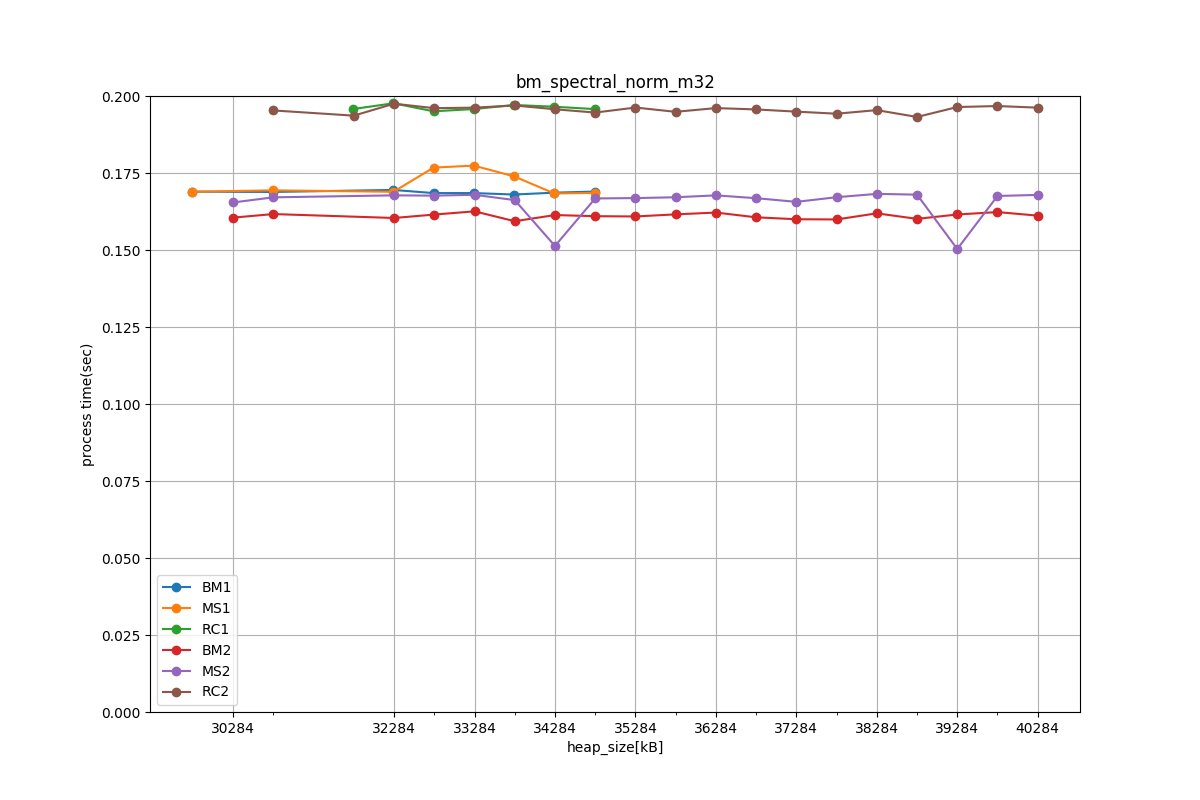 bm_spectral_norm_m32
0.200
0.175
0.150
0.125
0.100
0.075
0.050
0.025
0.000
process time(sec)
BM1
MS1
RC1
BM2
MS2
RC2
30284 32284 33284 34284 35284 36284 37284 38284 39284 40284
heap_size[kB]